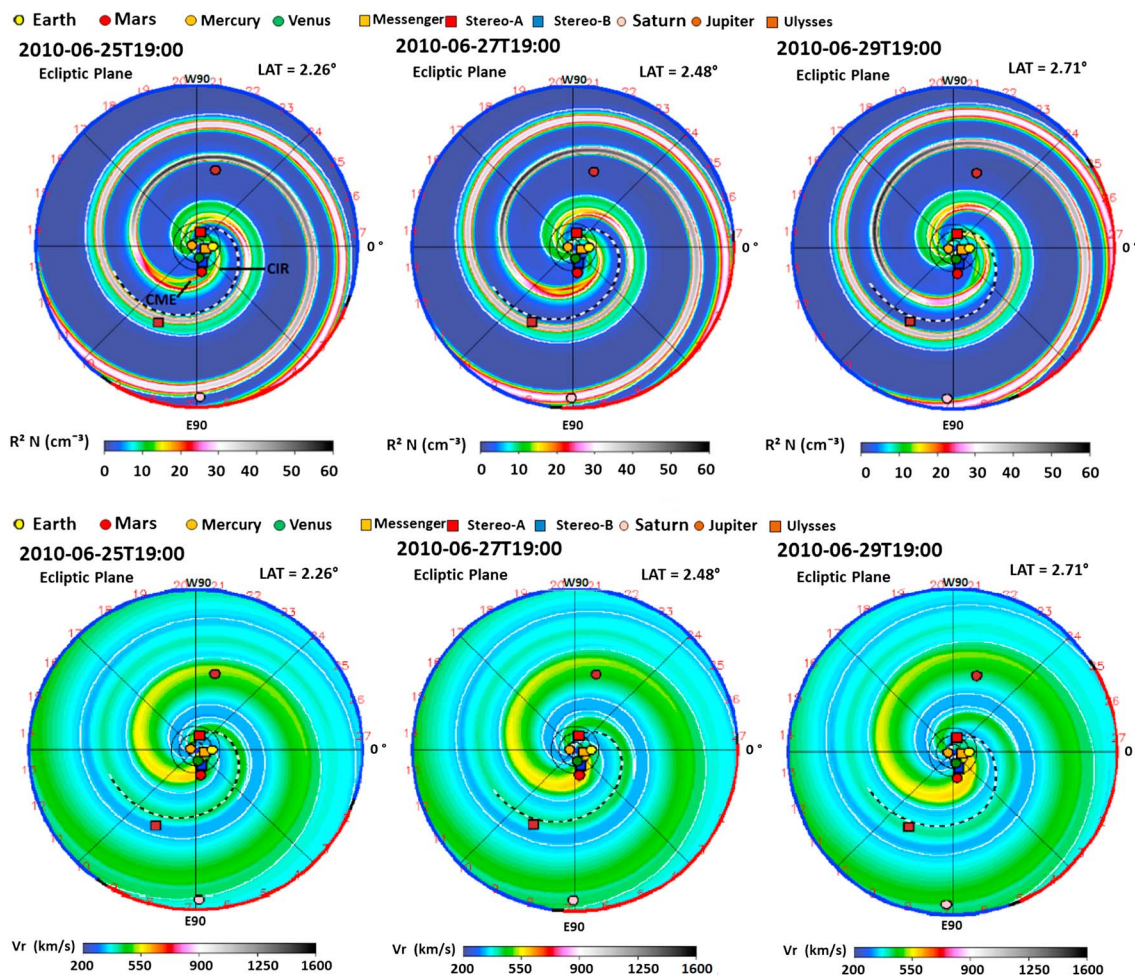 Earth Mars Mercury Venus Messenger Stereo-A Stereo-B Saturn Jupiter Ulysses
2010-06-25T19:00 2010-06-27T19:00 2010-06-29T19:00
Ecliptic Plane LAT = 2.26° Ecliptic Plane LAT = 2.48° Ecliptic Plane LAT = 2.71°
W90 W90 W90
0° 0° 0°
CIR
CME
E90 E90 E90
R² N (cm⁻³) R² N (cm⁻³) R² N (cm⁻³)
0 10 20 30 40 50 60 0 10 20 30 40 50 60 0 10 20 30 40 50 60
Earth Mars Mercury Venus Messenger Stereo-A Stereo-B Saturn Jupiter Ulysses
2010-06-25T19:00 2010-06-27T19:00 2010-06-29T19:00
Ecliptic Plane LAT = 2.26° Ecliptic Plane LAT = 2.48° Ecliptic Plane LAT = 2.71°
W90 W90 W90
0° 0° 0
E90 E90 E90
Vr (km/s) Vr (km/s) Vr (km/s)
200 550 900 1250 1600 200 550 900 1250 1600 200 550 900 1250 1600